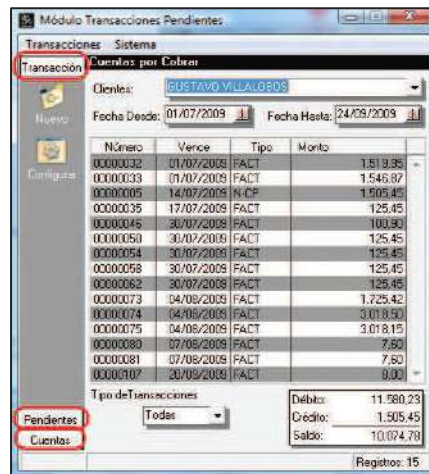 Módulo Transacciones Pendientes
Transacciones Sistema
Transacción
Cuentas por Cobrar
Nuevo
Configurar
Clientes: GUSTAVO VILLALOBOS
Fecha Desde: 01/07/2009 Fecha Hasta: 24/09/2009
Número Vence Tipo Monto
00000032 01/07/2009 FACT 1.519,95
00000033 01/07/2009 FACT 1.546,87
00000005 14/07/2009 N-CR 1.505,45
00000035 17/07/2009 FACT 125,45
00000046 30/07/2009 FACT 100,90
00000050 30/07/2009 FACT 125,45
00000054 30/07/2009 FACT 125,45
00000058 30/07/2009 FACT 125,45
00000062 30/07/2009 FACT 125,45
00000073 04/08/2009 FACT 1.725,42
00000074 04/08/2009 FACT 3.018,50
00000075 04/08/2009 FACT 3.018,15
00000080 07/08/2009 FACT 7,60
00000081 07/08/2009 FACT 7,60
00000107 20/09/2009 FACT 8,00
Tipo de Transacciones
Todas
Débito: 11.580,23
Crédito: 1.505,45
Saldo: 10.074,78
Pendientes
Cuentas
Registros: 15